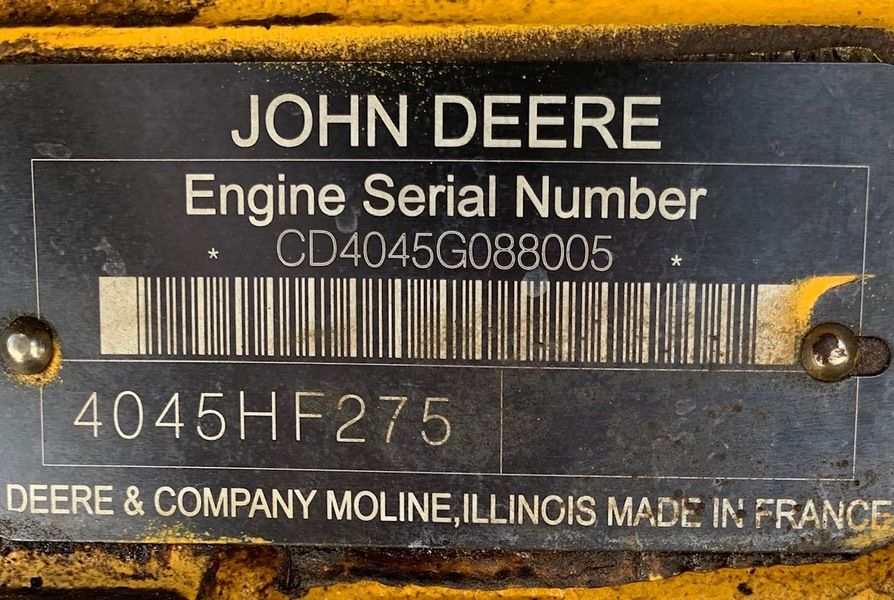 JOHN DEERE
Engine Serial Number
* CD4045G088005 *
4045HF275
DEERE & COMPANY MOLINE,ILLINOIS MADE IN FRANCE